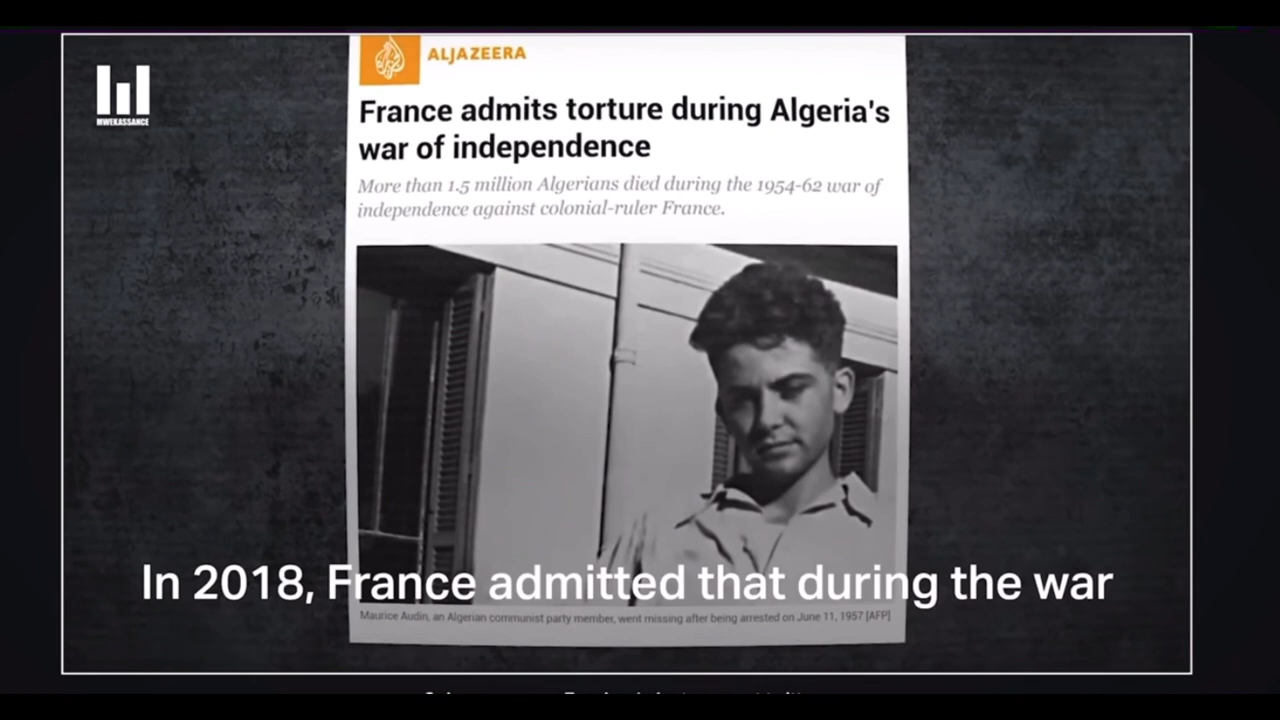 ALJAZEERA
MWEKASSANCE
France admits torture during Algeria's
war of independence
More than 1.5 million Algerians died during the 1954-62 war of
independence against colonial-ruler France.
In 2018, France admitted that during the war
Maurice Audin, an Algerian communist party member, went missing after being arrested on June 11, 1957 [AFP]